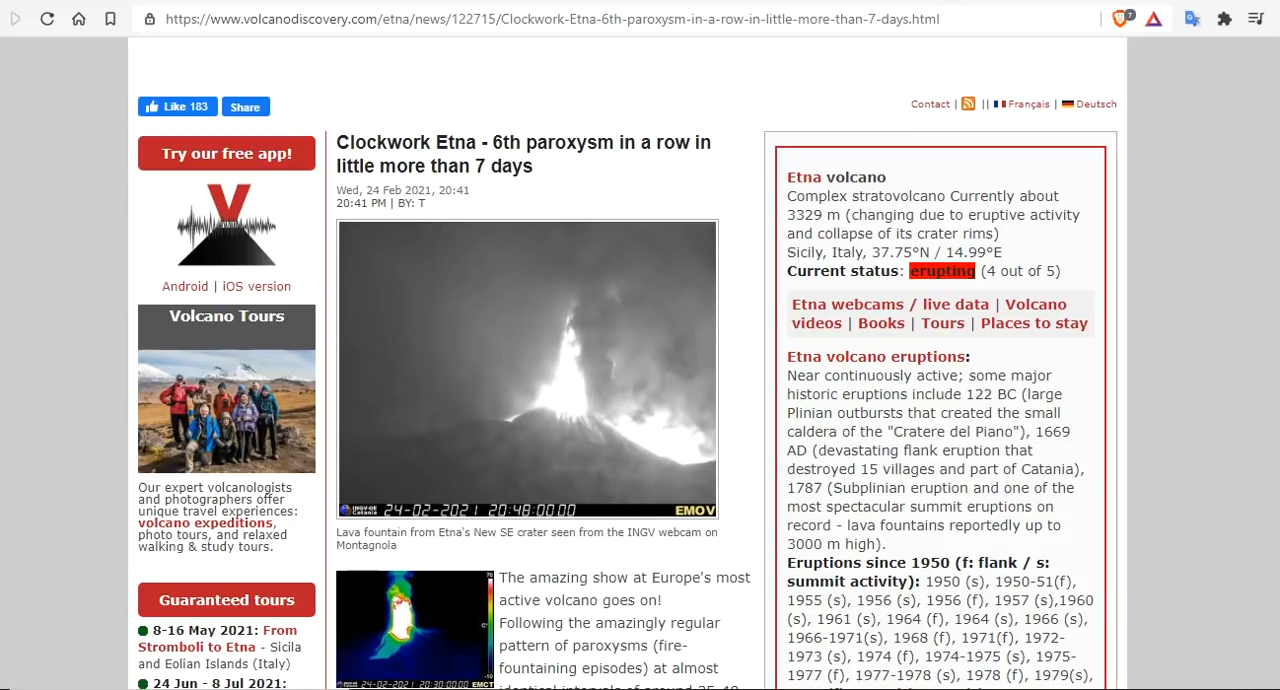 https://www.volcanodiscovery.com/etna/news/122715/Clockwork-Etna-6th-paroxysm-in-a-row-in-little-more-than-7-days.html
7
Like 183
Share
Contact | || Français | Deutsch
Try our free app!
Android | iOS version
Volcano Tours
Our expert volcanologists
and photographers offer
unique travel experiences:
volcano expeditions,
photo tours, and relaxed
walking & study tours.
Guaranteed tours
8-16 May 2021: From
Stromboli to Etna - Sicila
and Eolian Islands (Italy)
24 Jun - 8 Jul 2021:
Clockwork Etna - 6th paroxysm in a row in
little more than 7 days
Wed, 24 Feb 2021, 20:41
20:41 PM | BY: T
INGV-OE
Catania
24-02-2021 20:48:00:00
EMOV
Lava fountain from Etna's New SE crater seen from the INGV webcam on
Montagnola
24-02-2021 20:30:00:00 EMCT
The amazing show at Europe's most
active volcano goes on!
Following the amazingly regular
pattern of paroxysms (fire-
fountaining episodes) at almost
Etna volcano
Complex stratovolcano Currently about
3329 m (changing due to eruptive activity
and collapse of its crater rims)
Sicily, Italy, 37.75°N / 14.99°E
Current status: erupting (4 out of 5)
Etna webcams / live data | Volcano
videos | Books | Tours | Places to stay
Etna volcano eruptions:
Near continuously active; some major
historic eruptions include 122 BC (large
Plinian outbursts that created the small
caldera of the "Cratere del Piano"), 1669
AD (devastating flank eruption that
destroyed 15 villages and part of Catania),
1787 (Subplinian eruption and one of the
most spectacular summit eruptions on
record - lava fountains reportedly up to
3000 m high).
Eruptions since 1950 (f: flank / s:
summit activity): 1950 (s), 1950-51(f),
1955 (s), 1956 (s), 1956 (f), 1957 (s),1960
(s), 1961 (s), 1964 (f), 1964 (s), 1966 (s),
1966-1971(s), 1968 (f), 1971(f), 1972-
1973 (s), 1974 (f), 1974-1975 (s), 1975-
1977 (f), 1977-1978 (s), 1978 (f), 1979(s),